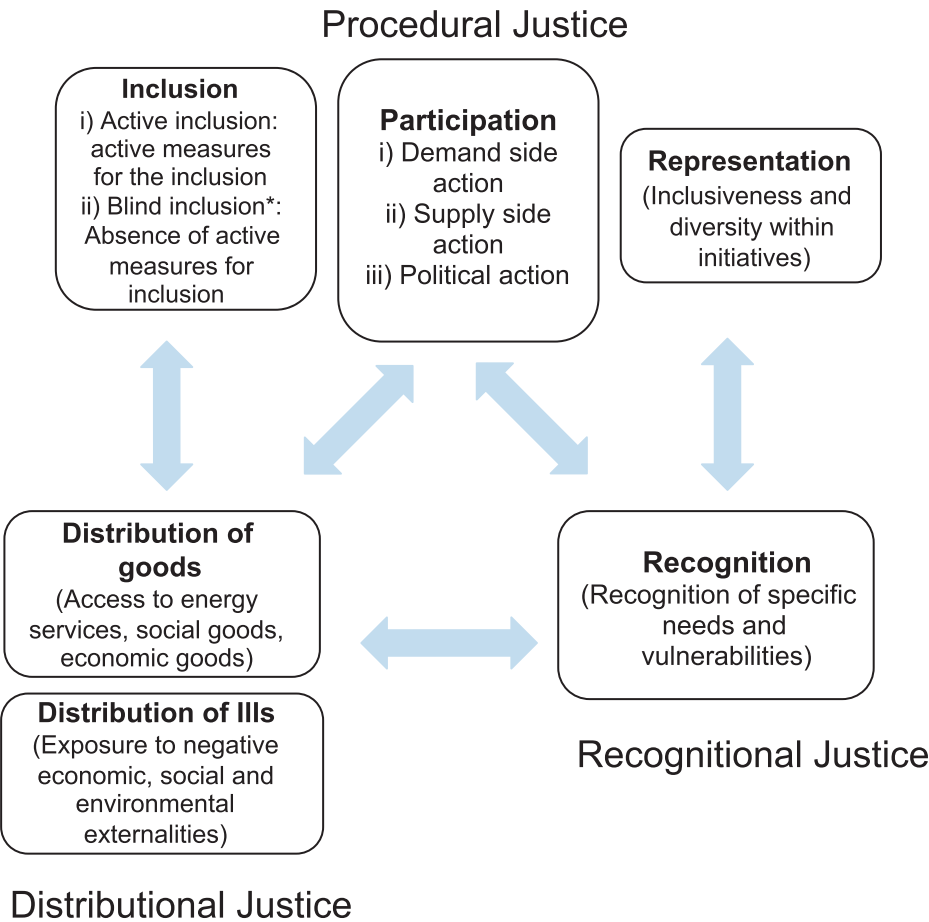 Procedural Justice
Inclusion
i) Active inclusion:
active measures
for the inclusion
ii) Blind inclusion*:
Absence of active
measures for
inclusion
Participation
i) Demand side
action
ii) Supply side
action
iii) Political action
Representation
(Inclusiveness and
diversity within
initiatives)
Distribution of
goods
(Access to energy
services, social goods,
economic goods)
Distribution of IIIs
(Exposure to negative
economic, social and
environmental
externalities)
Recognition
(Recognition of specific
needs and
vulnerabilities)
Recognitional Justice
Distributional Justice